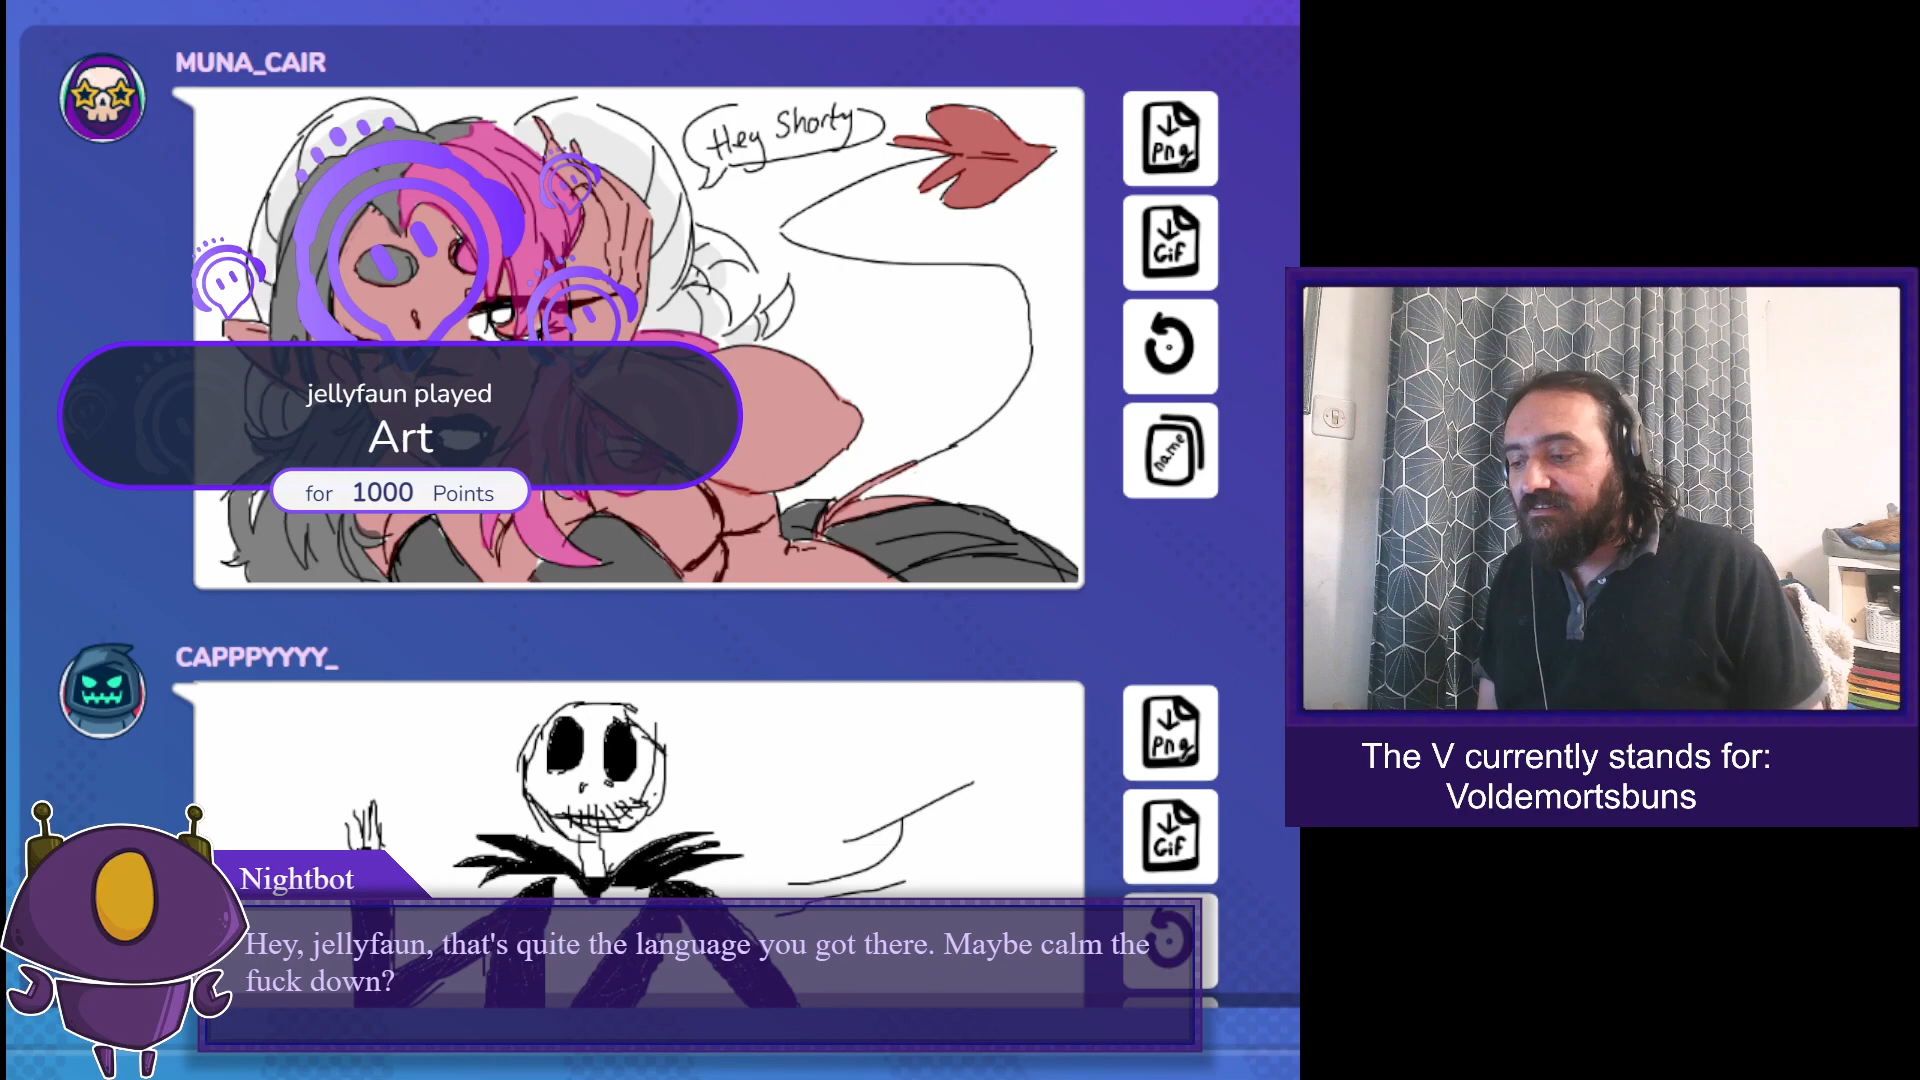 MUNA_CAIR
Hey Shorty
Png
Gif
name
jellyfaun played
Art
for 1000 Points
CAPPPYYYY_
Png
Gif
Nightbot
Hey, jellyfaun, that's quite the language you got there. Maybe calm the
fuck down?
The V currently stands for:
Voldemortsbuns